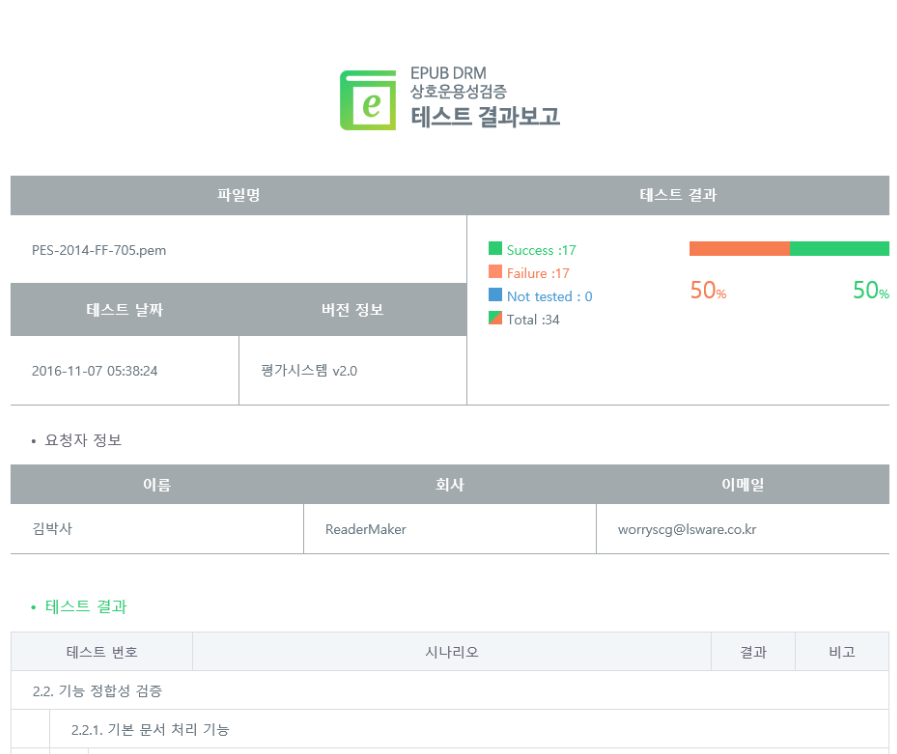 EPUB DRM
상호운용성검증
테스트 결과보고
e
파일명
테스트 결과
PES-2014-FF-705.pem
Success :17
Failure :17
Not tested : 0
Total :34
50%
50%
테스트 날짜
버전 정보
2016-11-07 05:38:24
평가시스템 v2.0
• 요청자 정보
이름
회사
이메일
김박사
ReaderMaker
worryscg@lsware.co.kr
• 테스트 결과
테스트 번호
시나리오
결과
비고
2.2. 기능 정합성 검증
2.2.1. 기본 문서 처리 기능